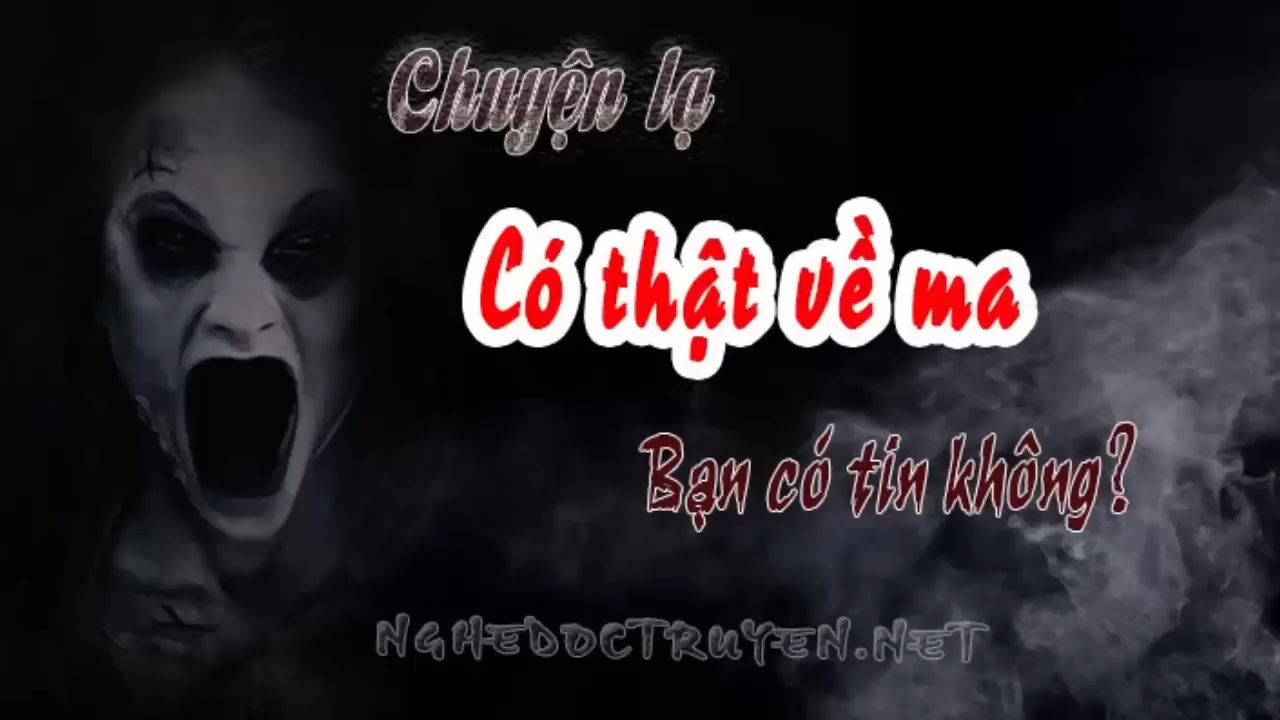 Chuyện lạ
Có thật về ma
Bạn có tin không?
NGHEDOCTRUYEN.NET